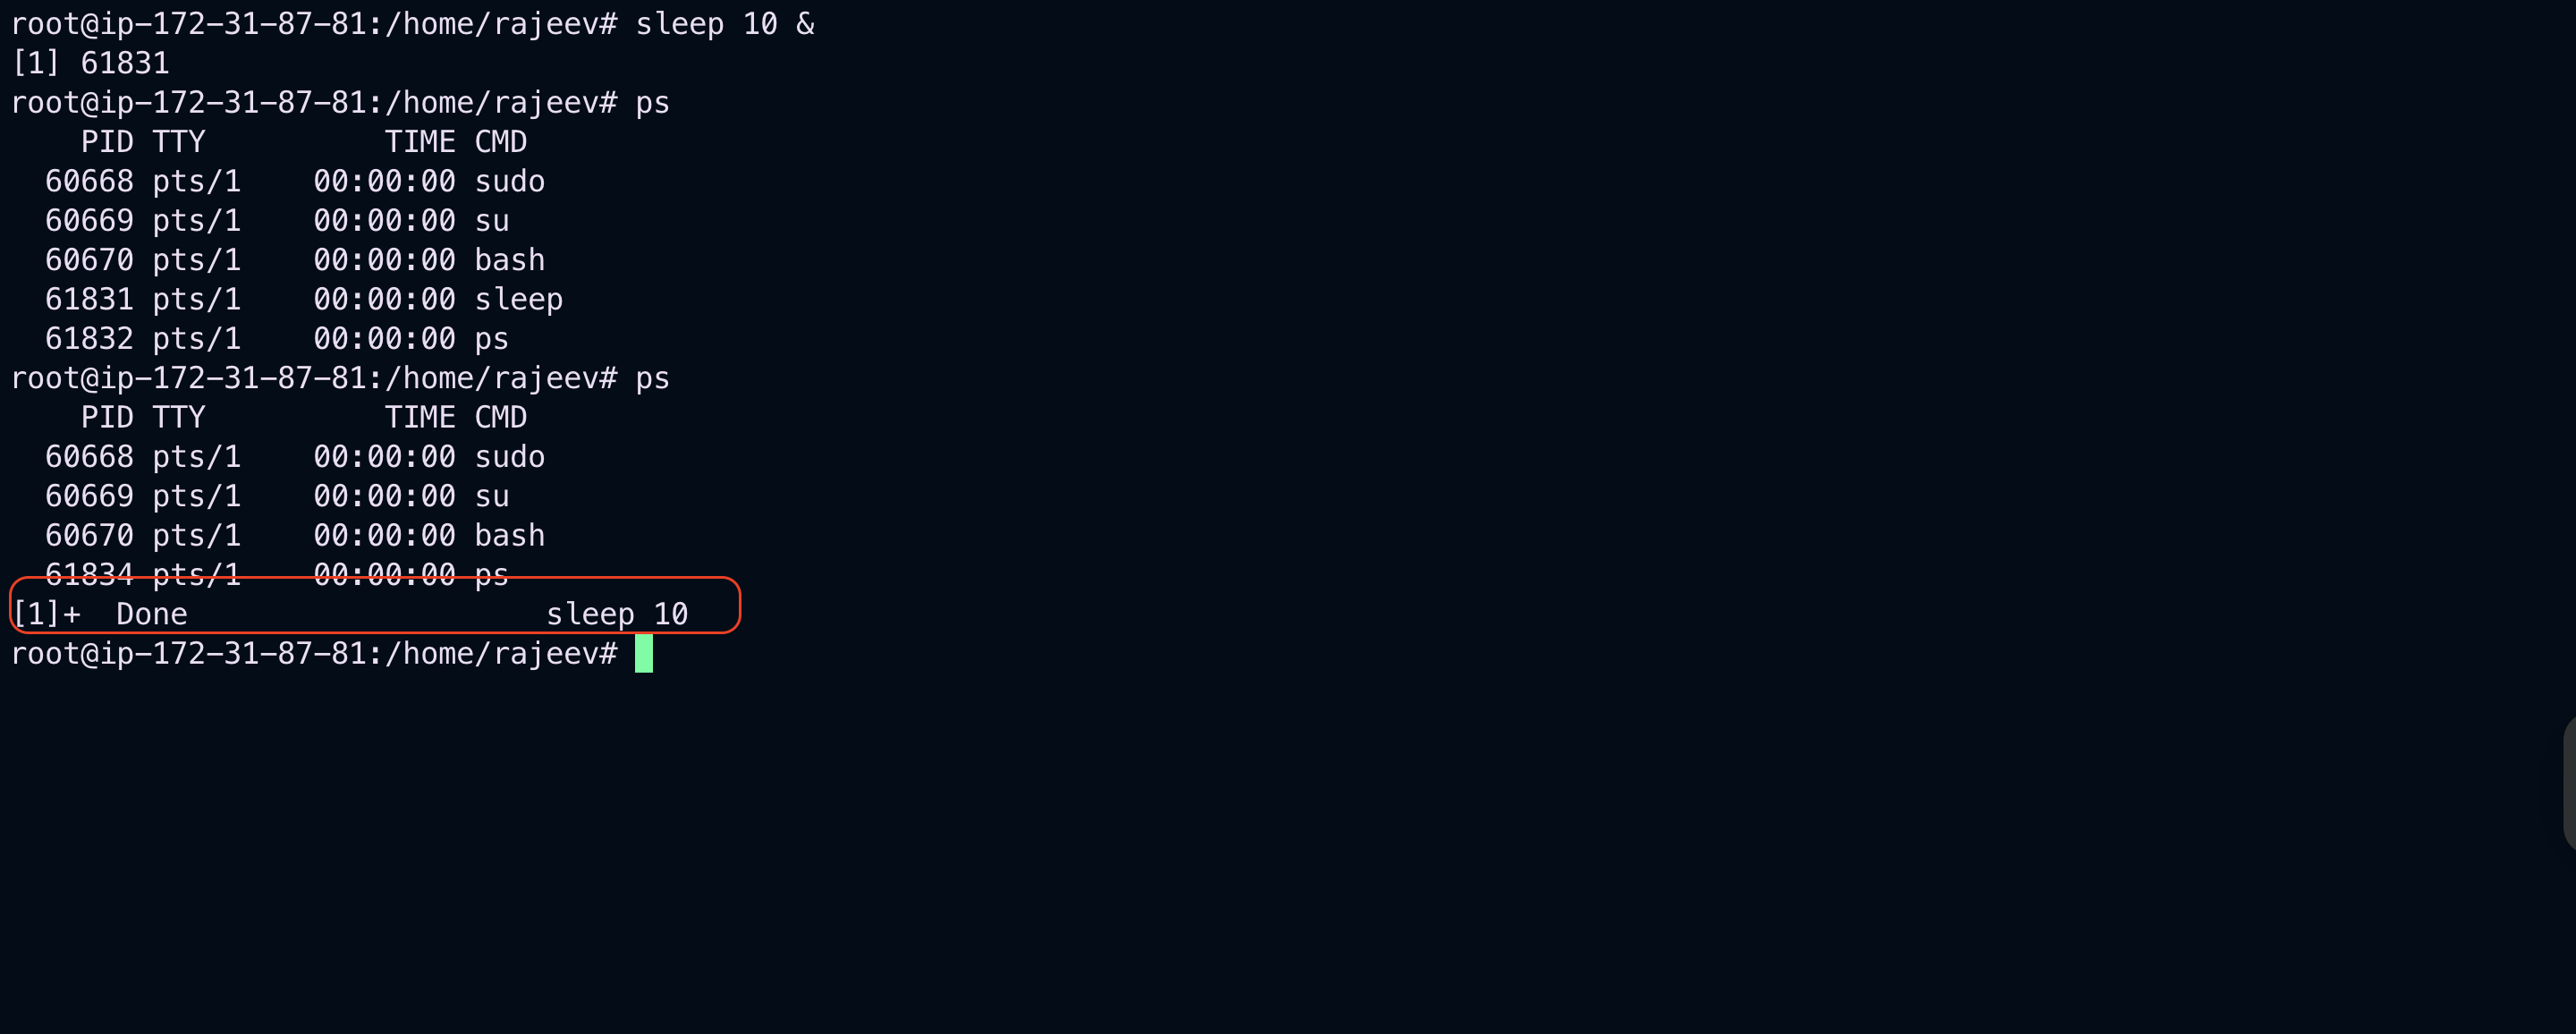 root@ip-172-31-87-81:/home/rajeev# sleep 10 &
[1] 61831
root@ip-172-31-87-81:/home/rajeev# ps
    PID TTY          TIME CMD
  60668 pts/1    00:00:00 sudo
  60669 pts/1    00:00:00 su
  60670 pts/1    00:00:00 bash
  61831 pts/1    00:00:00 sleep
  61832 pts/1    00:00:00 ps
root@ip-172-31-87-81:/home/rajeev# ps
    PID TTY          TIME CMD
  60668 pts/1    00:00:00 sudo
  60669 pts/1    00:00:00 su
  60670 pts/1    00:00:00 bash
  61834 pts/1    00:00:00 ps
[1]+  Done                    sleep 10
root@ip-172-31-87-81:/home/rajeev#